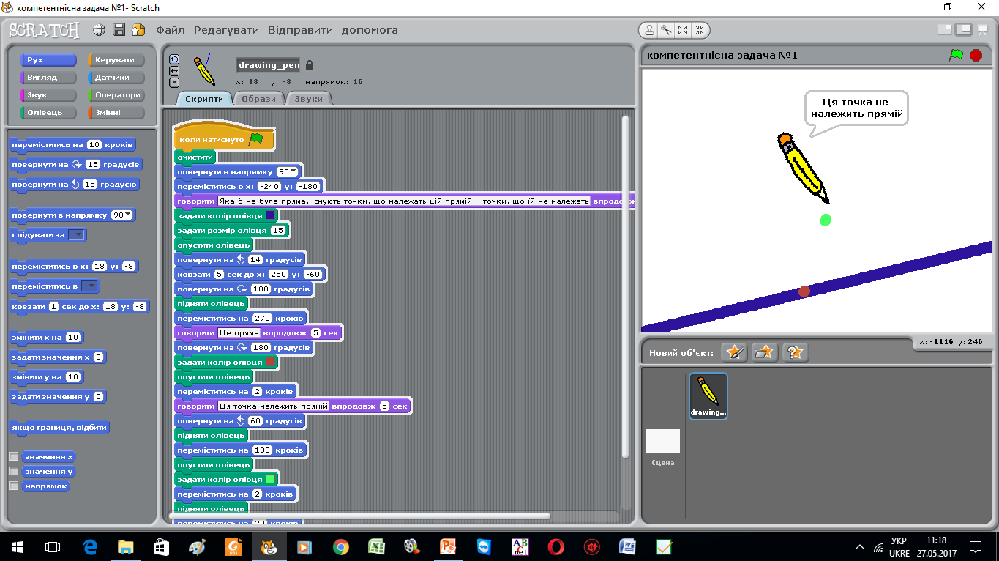 компетентнісна задача №1- Scratch
SCRATCH
Файл Редагувати Відправити допомога
Рух
Керувати
Вигляд
Датчики
Звук
Оператори
Олівець
Змінні
переміститись на 10 кроків
повернути на 15 градусів
повернути на 15 градусів
повернути в напрямку 90
слідувати за
переміститись в x: 18 y: -8
переміститись в
ковзати 1 сек до x: 18 y: -8
змінити x на 10
задати значення x 0
змінити y на 10
задати значення y 0
якщо границя, відбити
значення x
значення y
напрямок
drawing_pen
x: 18 y: -8 напрямок: 16
Скрипти
Образи
Звуки
коли натиснуто
очистити
повернути в напрямку 90
переміститись в x: -240 y: -180
говорити Яка б не була пряма, існують точки, що належать цій прямій, і точки, що їй не належать впродовж
задати колір олівця
задати розмір олівця 15
опустити олівець
повернути на 14 градусів
ковзати 5 сек до x: 250 y: -60
повернути на 180 градусів
підняти олівець
переміститись на 270 кроків
говорити Це пряма впродовж 5 сек
повернути на 180 градусів
задати колір олівця
опустити олівець
переміститись на 2 кроків
говорити Ця точка належить прямій впродовж 5 сек
повернути на 60 градусів
підняти олівець
переміститись на 100 кроків
опустити олівець
задати колір олівця
переміститись на 2 кроків
підняти олівець
компетентнісна задача №1
Ця точка не
належить прямій
x: -1116 y: 246
Новий об'єкт:
drawing...
Сцена
УКР
UKRE
11:18
27.05.2017